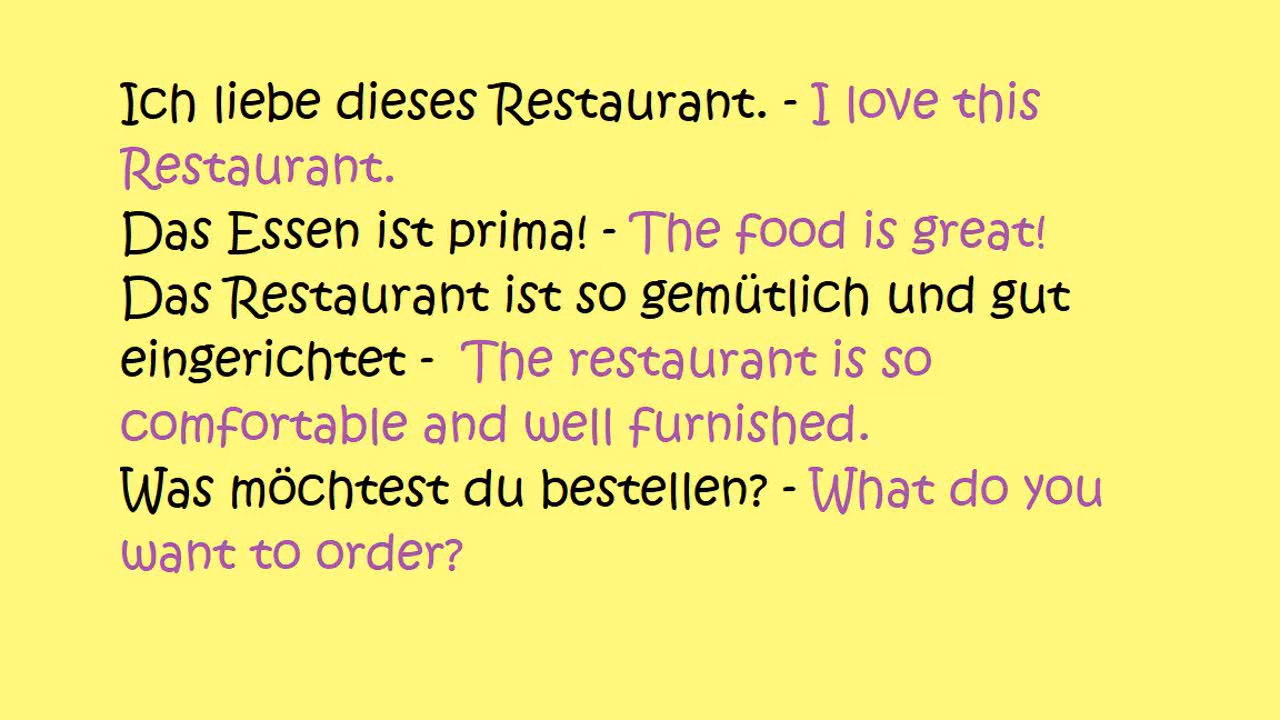 Ich liebe dieses Restaurant. - I love this
Restaurant.
Das Essen ist prima! - The food is great!
Das Restaurant ist so gemütlich und gut
eingerichtet -  The restaurant is so
comfortable and well furnished.
Was möchtest du bestellen? - What do you
want to order?